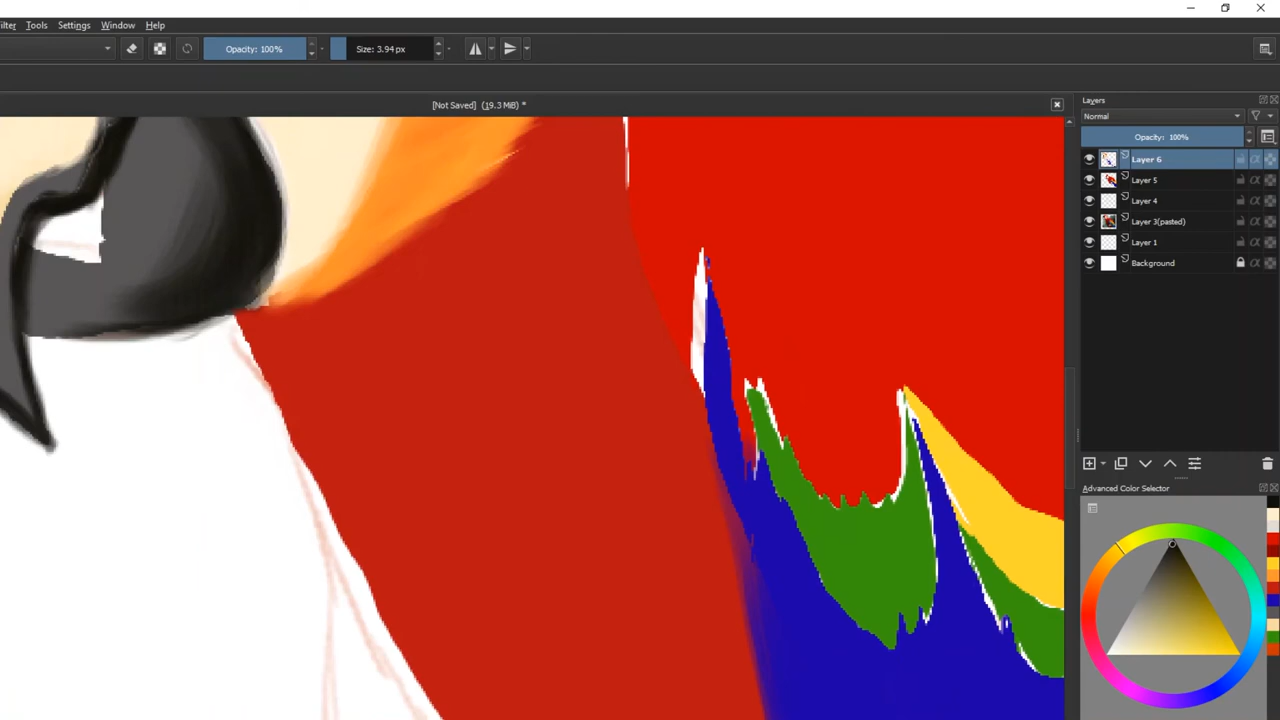 ilter Tools Settings Window Help
Opacity: 100% Size: 3.94 px
[Not Saved] (19.3 MiB) *
Layers
Normal
Opacity: 100%
Layer 6
Layer 5
Layer 4
Layer 3(pasted)
Layer 1
Background
Advanced Color Selector